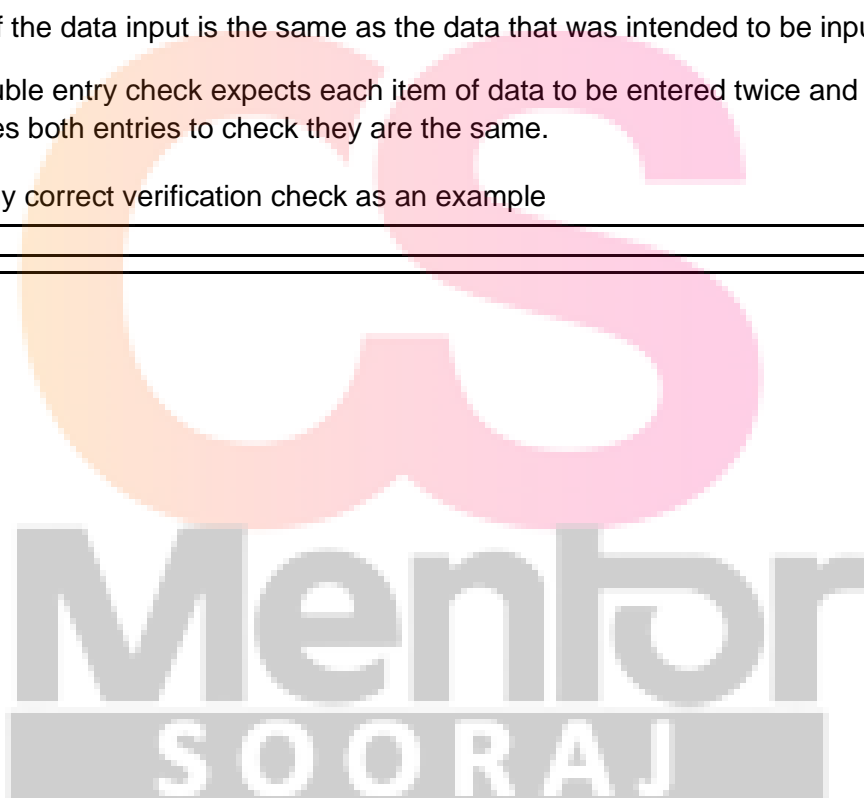 f the data input is the same as the data that was intended to be inpu
uble entry check expects each item of data to be entered twice and
es both entries to check they are the same.
y correct verification check as an example
CS
Mentor
SOORAJ